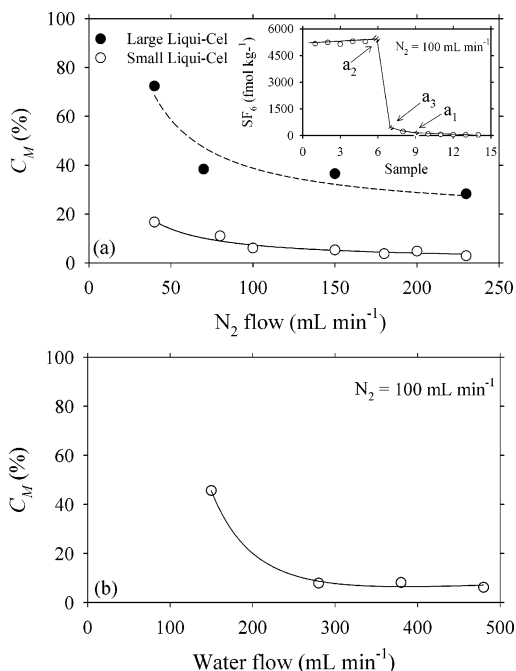 Large Liqui-Cel
Small Liqui-Cel
C_M (%)
100
80
60
40
20
0
(a)
0 50 100 150 200 250
N₂ flow (mL min⁻¹)
SF₆ (fmol kg⁻¹)
6000
4500
3000
1500
0
N₂ = 100 mL min⁻¹
a₂
a₃
a₁
0 3 6 9 12 15
Sample
C_M (%)
100
80
60
40
20
0
N₂ = 100 mL min⁻¹
(b)
0 100 200 300 400 500
Water flow (mL min⁻¹)